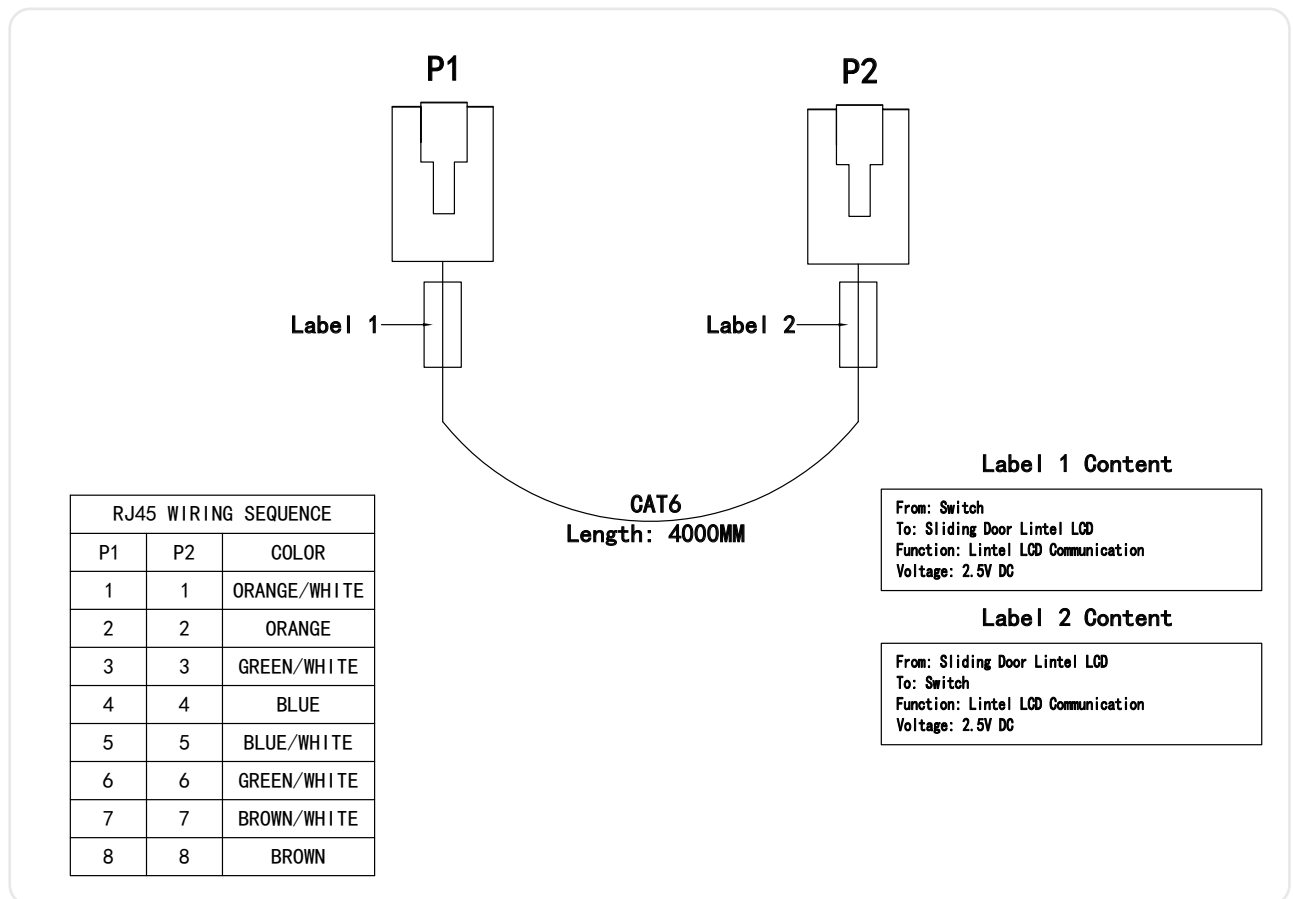 P1
P2
Label 1
Label 2
CAT6
Length: 4000MM
RJ45 WIRING SEQUENCE
P1 P2 COLOR
1 1 ORANGE/WHITE
2 2 ORANGE
3 3 GREEN/WHITE
4 4 BLUE
5 5 BLUE/WHITE
6 6 GREEN/WHITE
7 7 BROWN/WHITE
8 8 BROWN
Label 1 Content
From: Switch
To: Sliding Door Lintel LCD
Function: Lintel LCD Communication
Voltage: 2.5V DC
Label 2 Content
From: Sliding Door Lintel LCD
To: Switch
Function: Lintel LCD Communication
Voltage: 2.5V DC